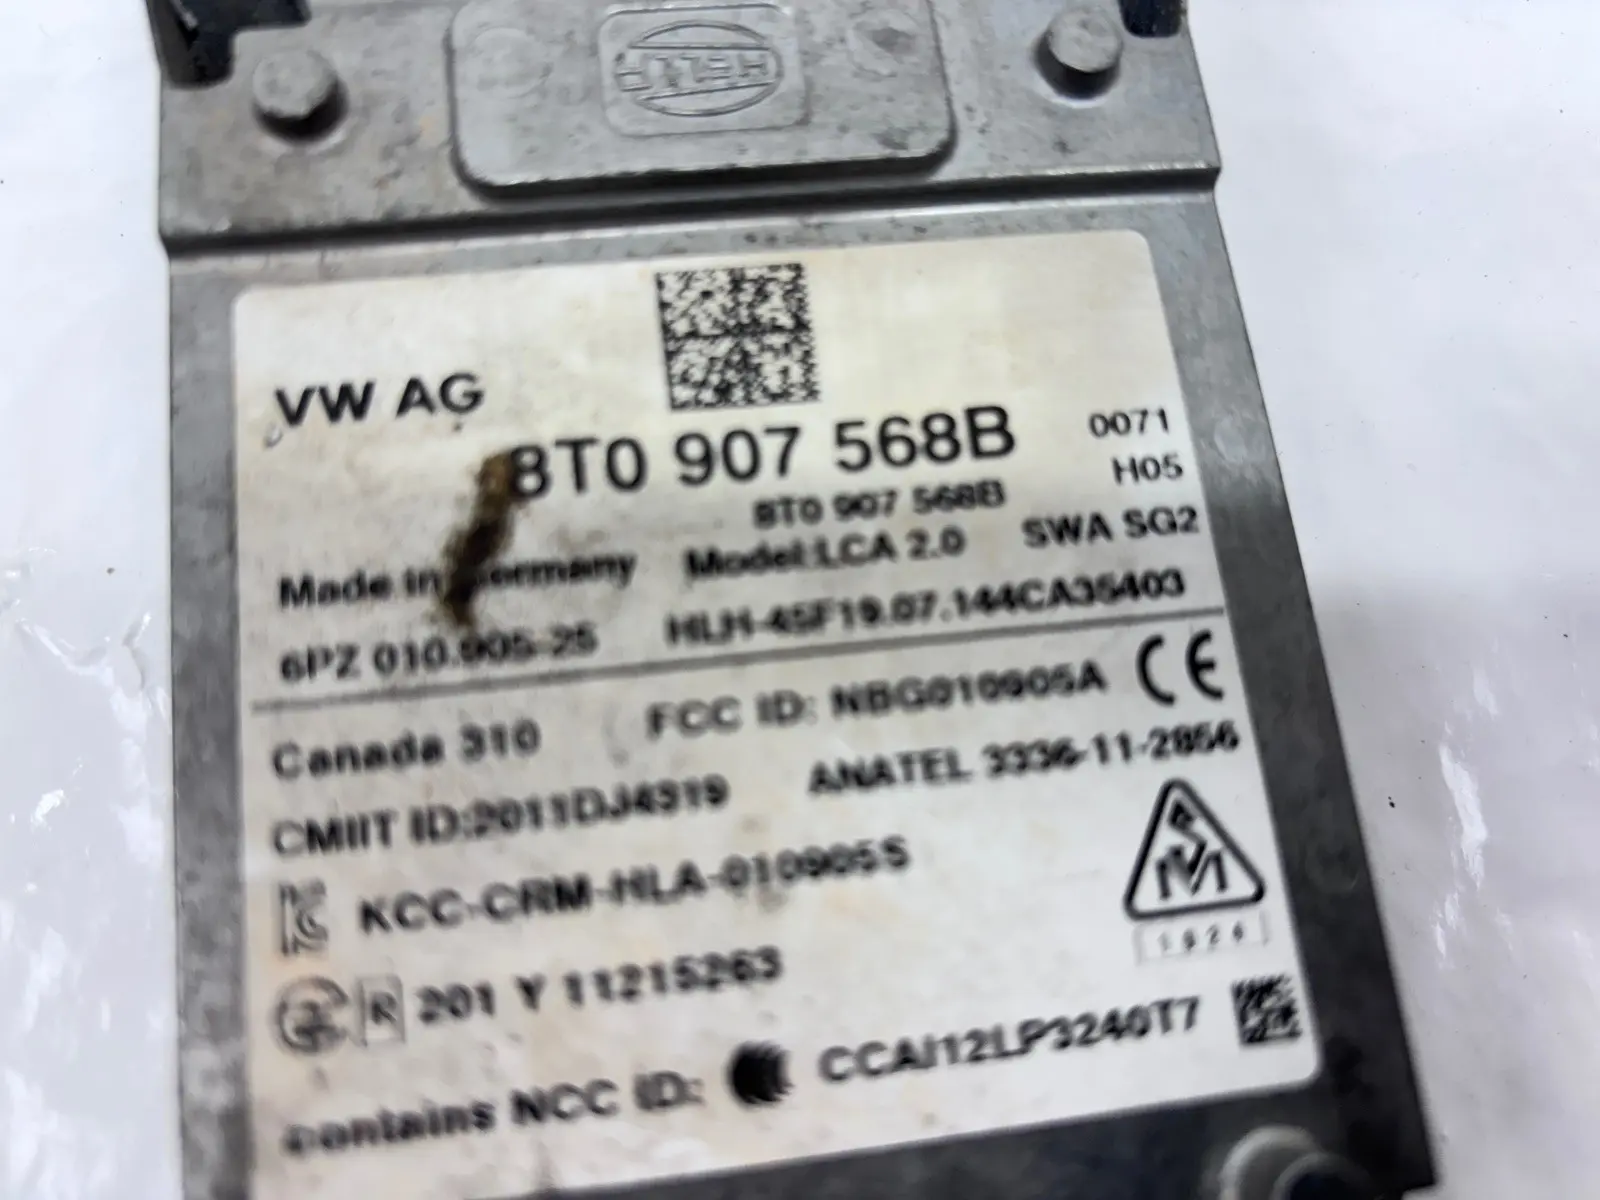 HELLA
VW AG
8T0 907 568B 0071
8T0 907 568B H05
Made in Germany Model:LCA 2.0 SWA SG2
6PZ 010.905-25 HLH-45F19.07.144CA35403
Canada 310 FCC ID: NBG010905A CE
CMIIT ID:2011DJ4319 ANATEL 3336-11-2856
KCC-CRM-HLA-010905S
R 201 Y 11215263
1924
contains NCC ID: CCAI12LP3240T7